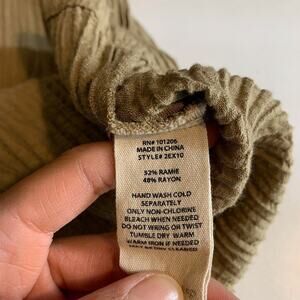 RN# 101206
MADE IN CHINA
STYLE# 2EX10
52% RAMIE
48% RAYON
HAND WASH COLD
SEPARATELY
ONLY NON-CHLORINE
BLEACH WHEN NEEDED
DO NOT WRING OR TWIST
TUMBLE DRY WARM
WARM IRON IF NEEDED